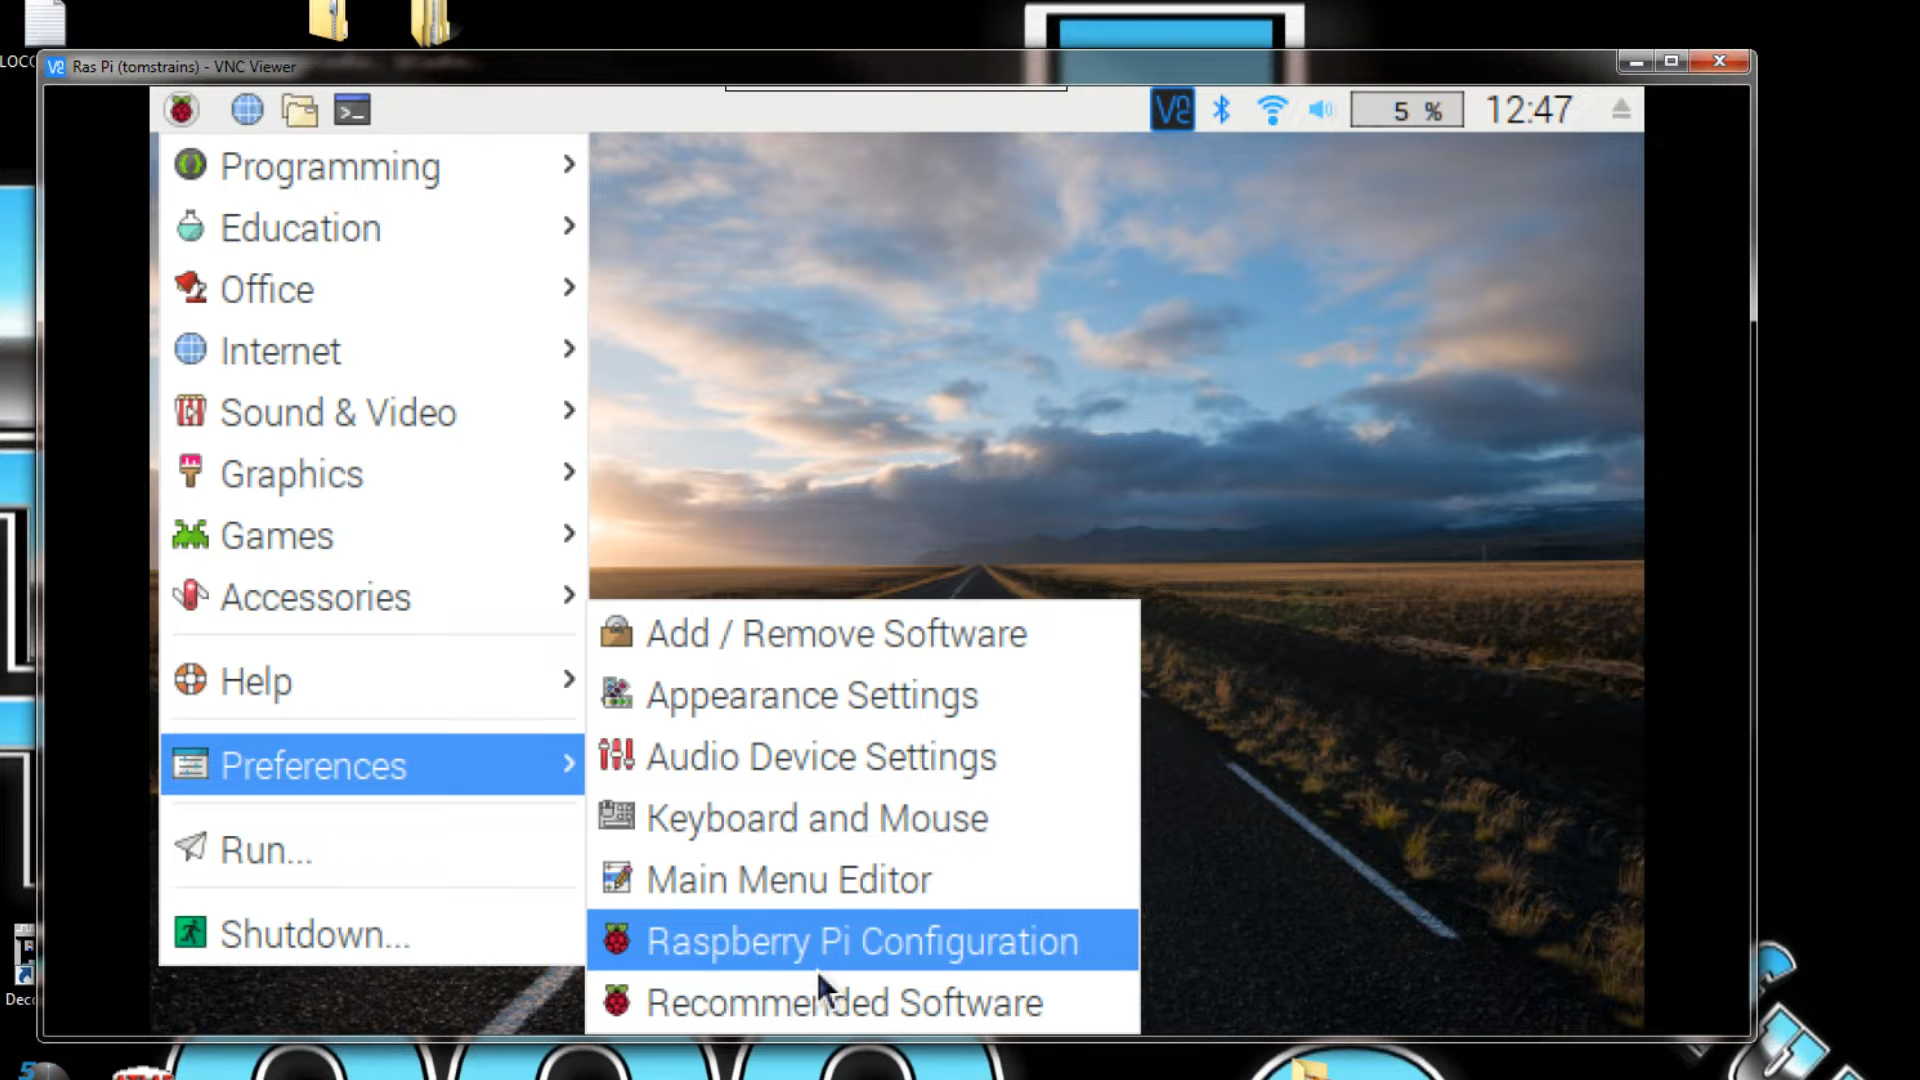 LOCO
Ras Pi (tomstrains) - VNC Viewer
5 %
12:47
Programming
Education
Office
Internet
Sound & Video
Graphics
Games
Accessories
Help
Preferences
Run...
Shutdown...
Add / Remove Software
Appearance Settings
Audio Device Settings
Keyboard and Mouse
Main Menu Editor
Raspberry Pi Configuration
Recommended Software
Deco